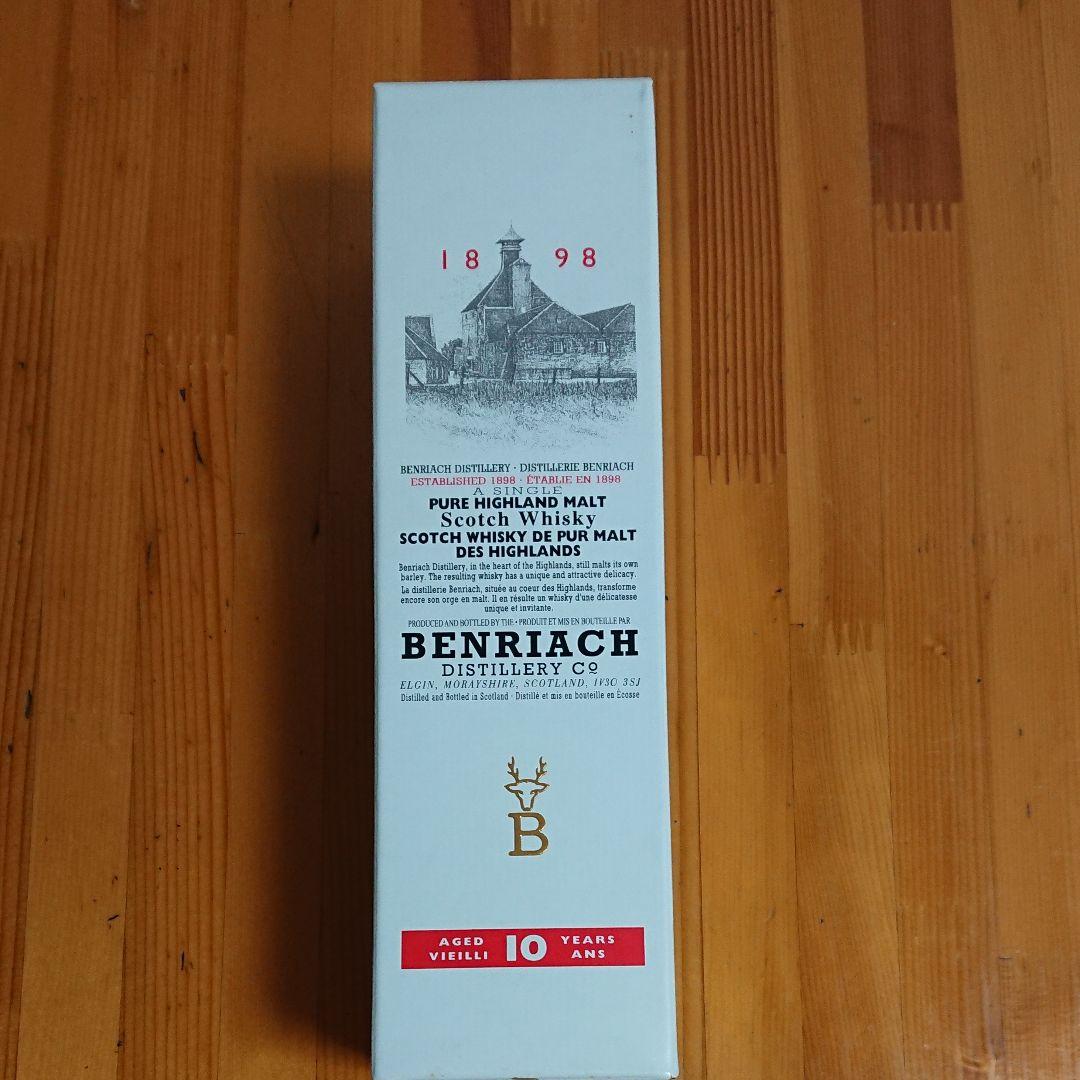 18 98
BENRIACH DISTILLERY · DISTILLERIE BENRIACH
ESTABLISHED 1898 · ÉTABLIE EN 1898
A SINGLE
PURE HIGHLAND MALT
Scotch Whisky
SCOTCH WHISKY DE PUR MALT
DES HIGHLANDS
Benriach Distillery, in the heart of the Highlands, still malts its own
barley. The resulting whisky has a unique and attractive delicacy.
La distillerie Benriach, située au coeur des Highlands, transforme
encore son orge en malt. Il en résulte un whisky d'une délicatesse
unique et invitante.
PRODUCED AND BOTTLED BY THE · PRODUIT ET MIS EN BOUTEILLE PAR
BENRIACH
DISTILLERY Cº
ELGIN, MORAYSHIRE, SCOTLAND, IV30 3SJ
Distilled and Bottled in Scotland · Distillé et mis en bouteille en Écosse
B
AGED 10 YEARS
VIEILLI ANS